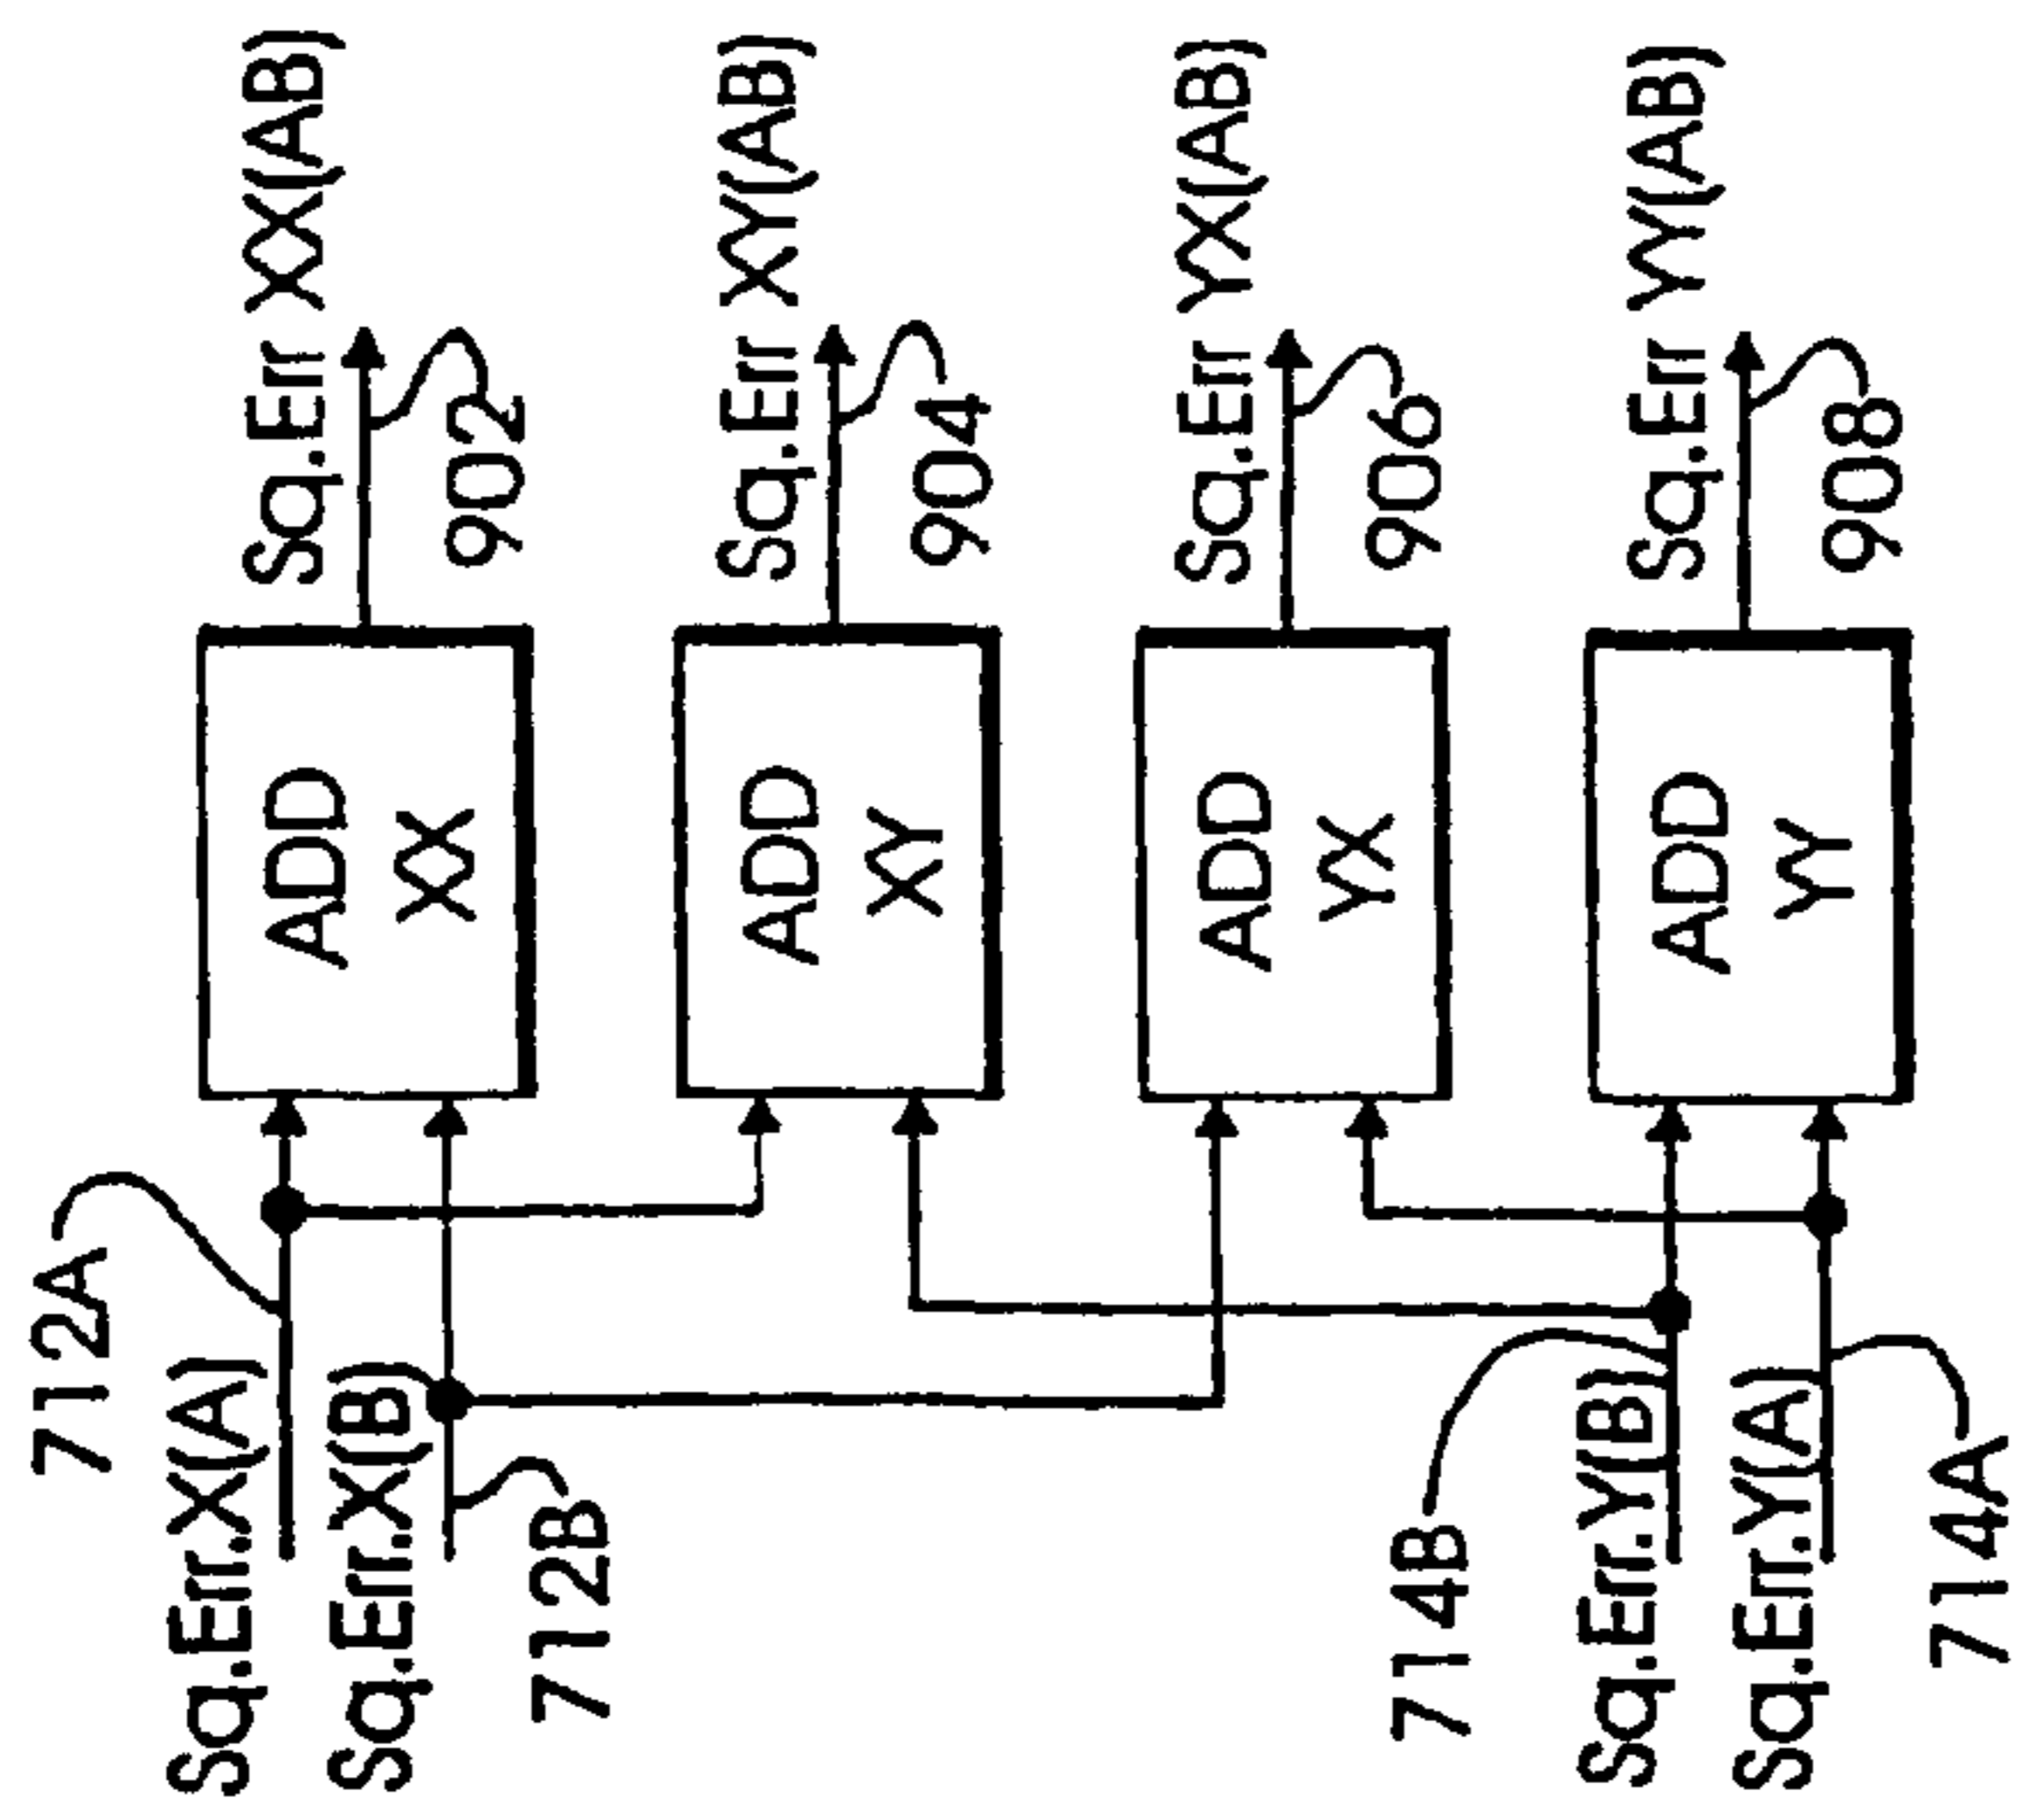 712A
Sq.Err.X(A)
Sq.Err.X(B)
712B
714B
Sq.Err.Y(B)
Sq.Err.Y(A)
714A
ADD
XX
ADD
XY
ADD
YX
ADD
YY
Sq.Err XX(AB)
902
Sq.Err XY(AB)
904
Sq.Err YX(AB)
906
Sq.Err YY(AB)
908